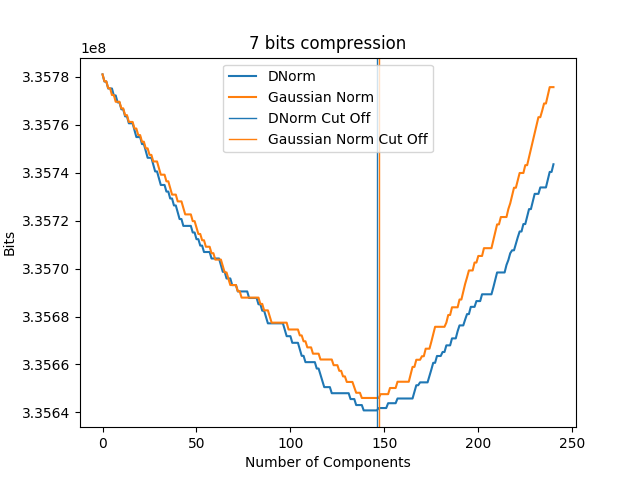 7 bits compression
1e8
3.3578
3.3576
3.3574
3.3572
3.3570
3.3568
3.3566
3.3564
Bits
DNorm
Gaussian Norm
DNorm Cut Off
Gaussian Norm Cut Off
0 50 100 150 200 250
Number of Components